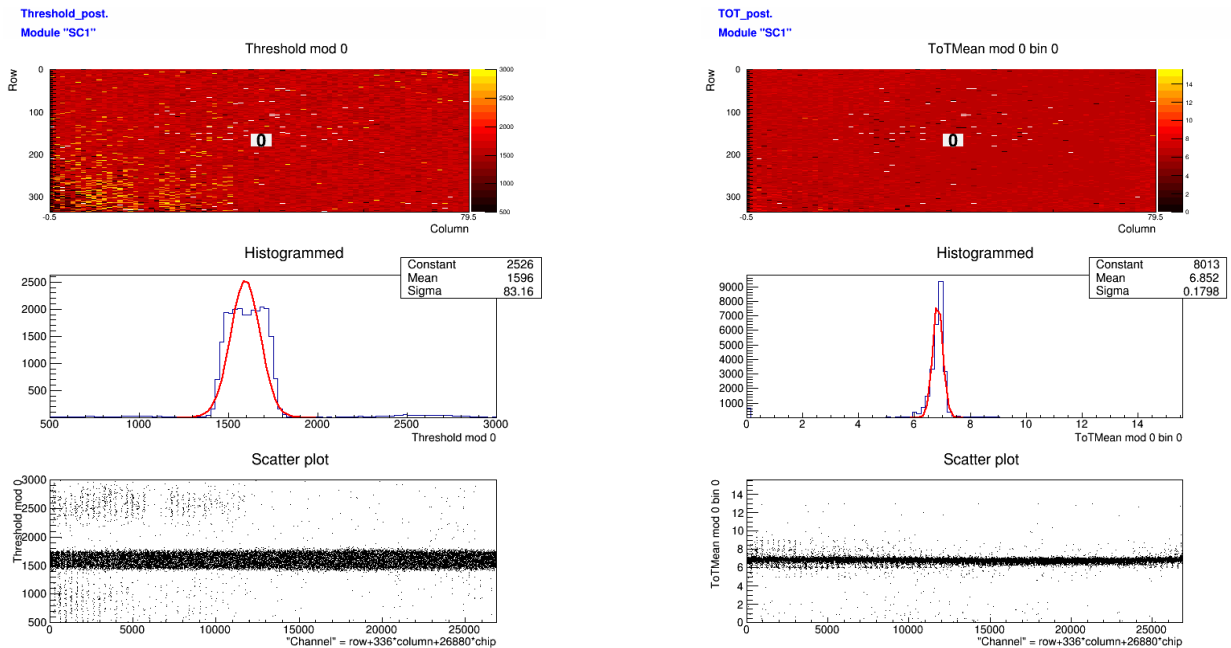 Threshold_post.
Module "SC1"
Threshold mod 0
Row
0
100
200
300
-0.5
79.5
Column
0
3000
2500
2000
1500
1000
500
Histogrammed
Constant 2526
Mean 1596
Sigma 83.16
2500
2000
1500
1000
500
500 1000 1500 2000 2500 3000
Threshold mod 0
Scatter plot
Threshold mod 0
3000
2500
2000
1500
1000
500
0 5000 10000 15000 20000 25000
"Channel" = row+336*column+26880*chip
TOT_post.
Module "SC1"
ToTMean mod 0 bin 0
Row
0
100
200
300
-0.5
79.5
Column
0
14
12
10
8
6
4
2
0
Histogrammed
Constant 8013
Mean 6.852
Sigma 0.1798
9000
8000
7000
6000
5000
4000
3000
2000
1000
0 2 4 6 8 10 12 14
ToTMean mod 0 bin 0
Scatter plot
ToTMean mod 0 bin 0
14
12
10
8
6
4
2
0
0 5000 10000 15000 20000 25000
"Channel" = row+336*column+26880*chip